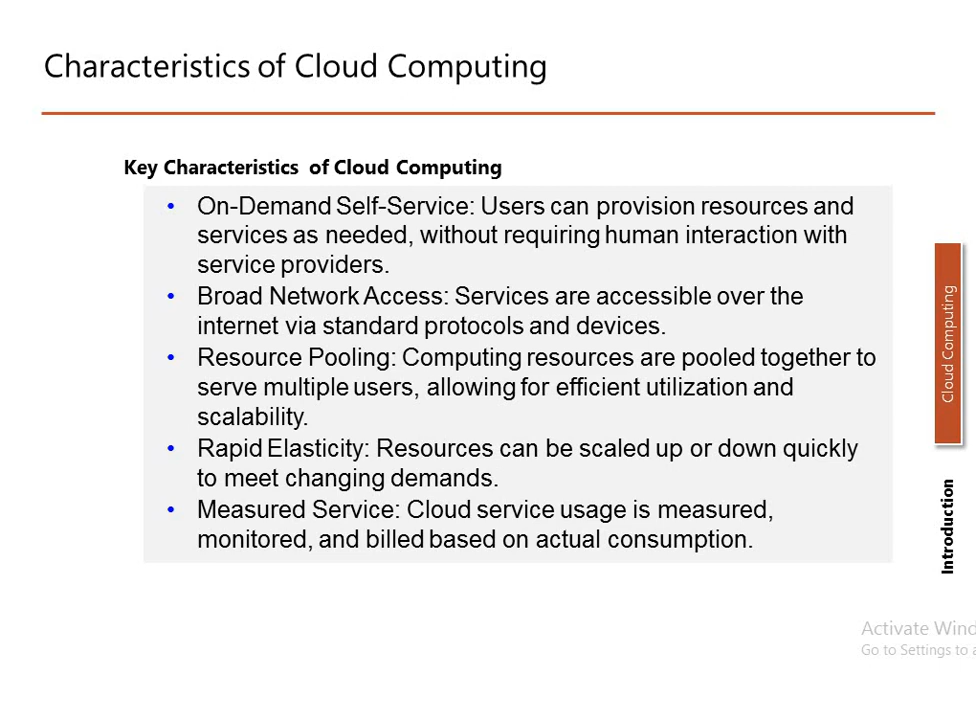 Characteristics of Cloud Computing
Key Characteristics of Cloud Computing
• On-Demand Self-Service: Users can provision resources and
services as needed, without requiring human interaction with
service providers.
• Broad Network Access: Services are accessible over the
internet via standard protocols and devices.
• Resource Pooling: Computing resources are pooled together to
serve multiple users, allowing for efficient utilization and
scalability.
• Rapid Elasticity: Resources can be scaled up or down quickly
to meet changing demands.
• Measured Service: Cloud service usage is measured,
monitored, and billed based on actual consumption.
Cloud Computing
Introduction
Activate Wind
Go to Settings to a